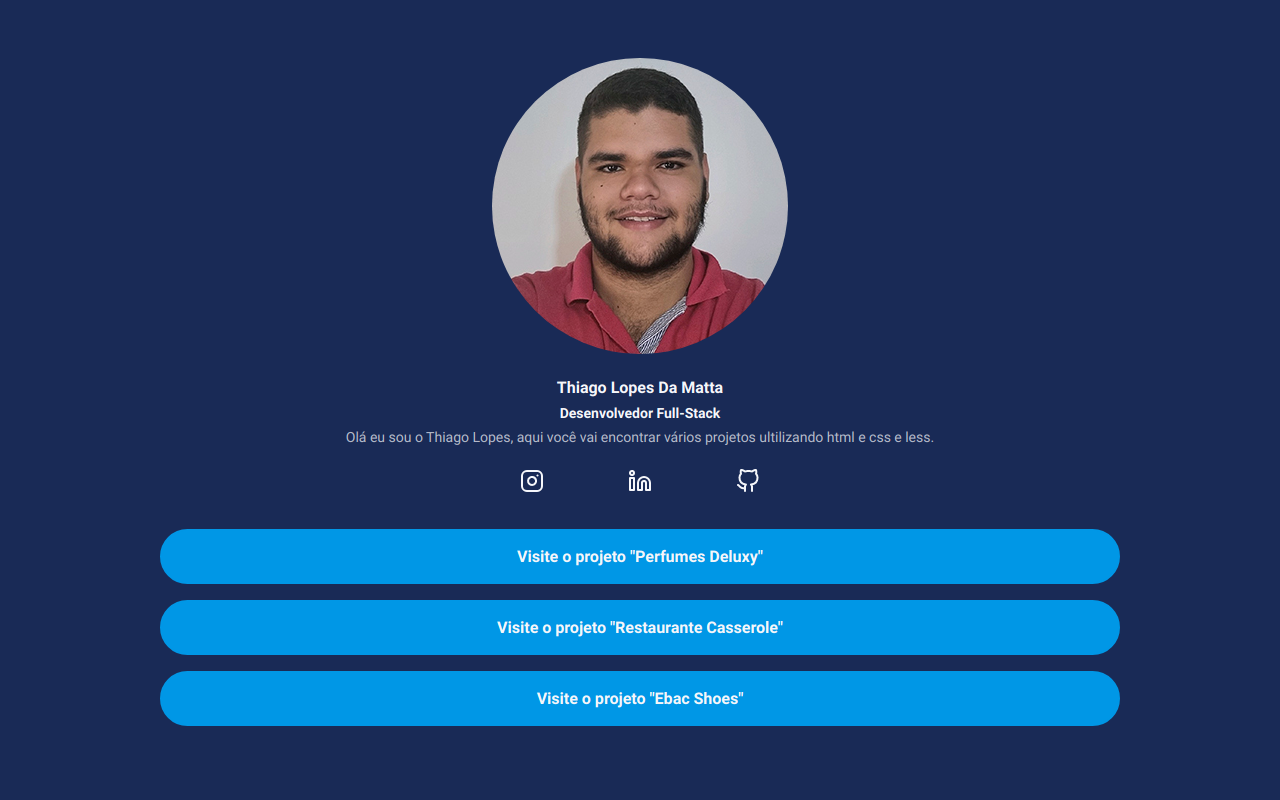 Thiago Lopes Da Matta
Desenvolvedor Full-Stack
Olá eu sou o Thiago Lopes, aqui você vai encontrar vários projetos ultilizando html e css e less.
Visite o projeto "Perfumes Deluxy"
Visite o projeto "Restaurante Casserole"
Visite o projeto "Ebac Shoes"